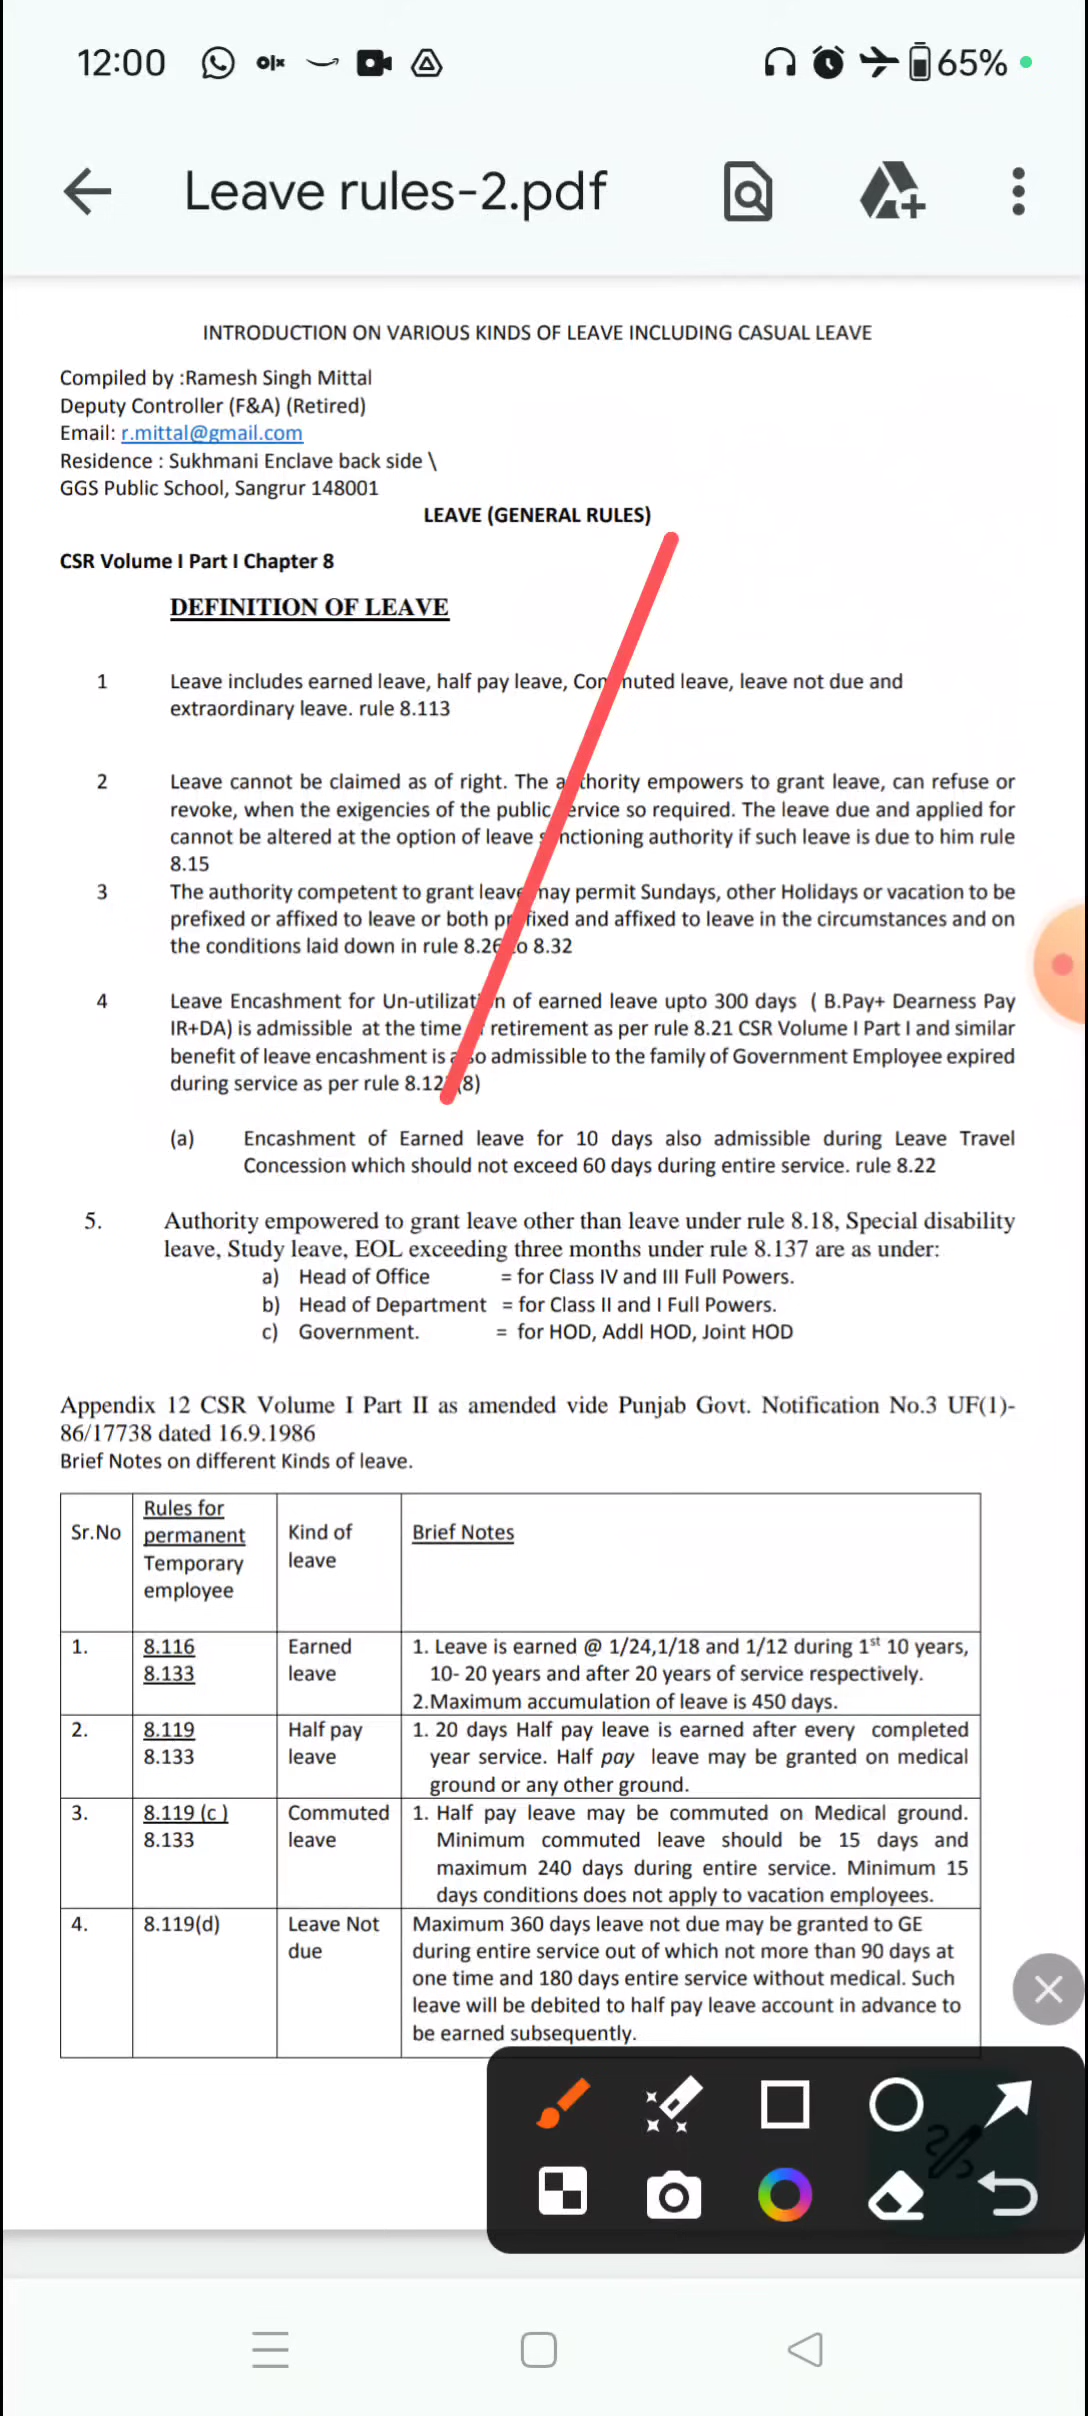 12:00 olx 65%
Leave rules-2.pdf
INTRODUCTION ON VARIOUS KINDS OF LEAVE INCLUDING CASUAL LEAVE
Compiled by :Ramesh Singh Mittal
Deputy Controller (F&A) (Retired)
Email: r.mittal@gmail.com
Residence : Sukhmani Enclave back side \
GGS Public School, Sangrur 148001
LEAVE (GENERAL RULES)
CSR Volume I Part I Chapter 8
DEFINITION OF LEAVE
1 Leave includes earned leave, half pay leave, Commuted leave, leave not due and
extraordinary leave. rule 8.113
2 Leave cannot be claimed as of right. The authority empowers to grant leave, can refuse or
revoke, when the exigencies of the public service so required. The leave due and applied for
cannot be altered at the option of leave sanctioning authority if such leave is due to him rule
8.15
3 The authority competent to grant leave may permit Sundays, other Holidays or vacation to be
prefixed or affixed to leave or both prefixed and affixed to leave in the circumstances and on
the conditions laid down in rule 8.26 to 8.32
4 Leave Encashment for Un-utilization of earned leave upto 300 days ( B.Pay+ Dearness Pay
IR+DA) is admissible at the time of retirement as per rule 8.21 CSR Volume I Part I and similar
benefit of leave encashment is also admissible to the family of Government Employee expired
during service as per rule (8)
(a) Encashment of Earned leave for 10 days also admissible during Leave Travel
Concession which should not exceed 60 days during entire service. rule 8.22
5. Authority empowered to grant leave other than leave under rule 8.18, Special disability
leave, Study leave, EOL exceeding three months under rule 8.137 are as under:
a) Head of Office = for Class IV and III Full Powers.
b) Head of Department = for Class II and I Full Powers.
c) Government. = for HOD, Addl HOD, Joint HOD
Appendix 12 CSR Volume I Part II as amended vide Punjab Govt. Notification No.3 UF(1)-
86/17738 dated 16.9.1986
Brief Notes on different Kinds of leave.
Sr.No
Rules for
permanent
Temporary
employee
Kind of
leave
Brief Notes
1.
8.116
8.133
Earned
leave
1. Leave is earned @ 1/24,1/18 and 1/12 during 1st 10 years,
10- 20 years and after 20 years of service respectively.
2.Maximum accumulation of leave is 450 days.
2.
8.119
8.133
Half pay
leave
1. 20 days Half pay leave is earned after every completed
year service. Half pay leave may be granted on medical
ground or any other ground.
3.
8.119 (c )
8.133
Commuted
leave
1. Half pay leave may be commuted on Medical ground.
Minimum commuted leave should be 15 days and
maximum 240 days during entire service. Minimum 15
days conditions does not apply to vacation employees.
4.
8.119(d)
Leave Not
due
Maximum 360 days leave not due may be granted to GE
during entire service out of which not more than 90 days at
one time and 180 days entire service without medical. Such
leave will be debited to half pay leave account in advance to
be earned subsequently.